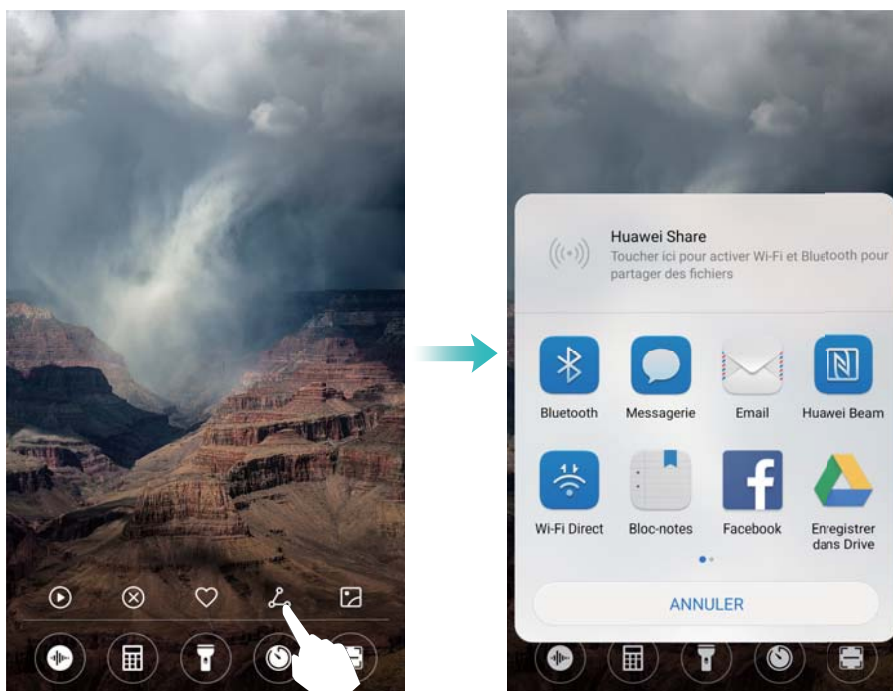 Huawei Share
Toucher ici pour activer Wi-Fi et Bluetooth pour
partager des fichiers
Bluetooth
Messagerie
Email
Huawei Beam
Wi-Fi Direct
Bloc-notes
Facebook
Enregistrer
dans Drive
ANNULER